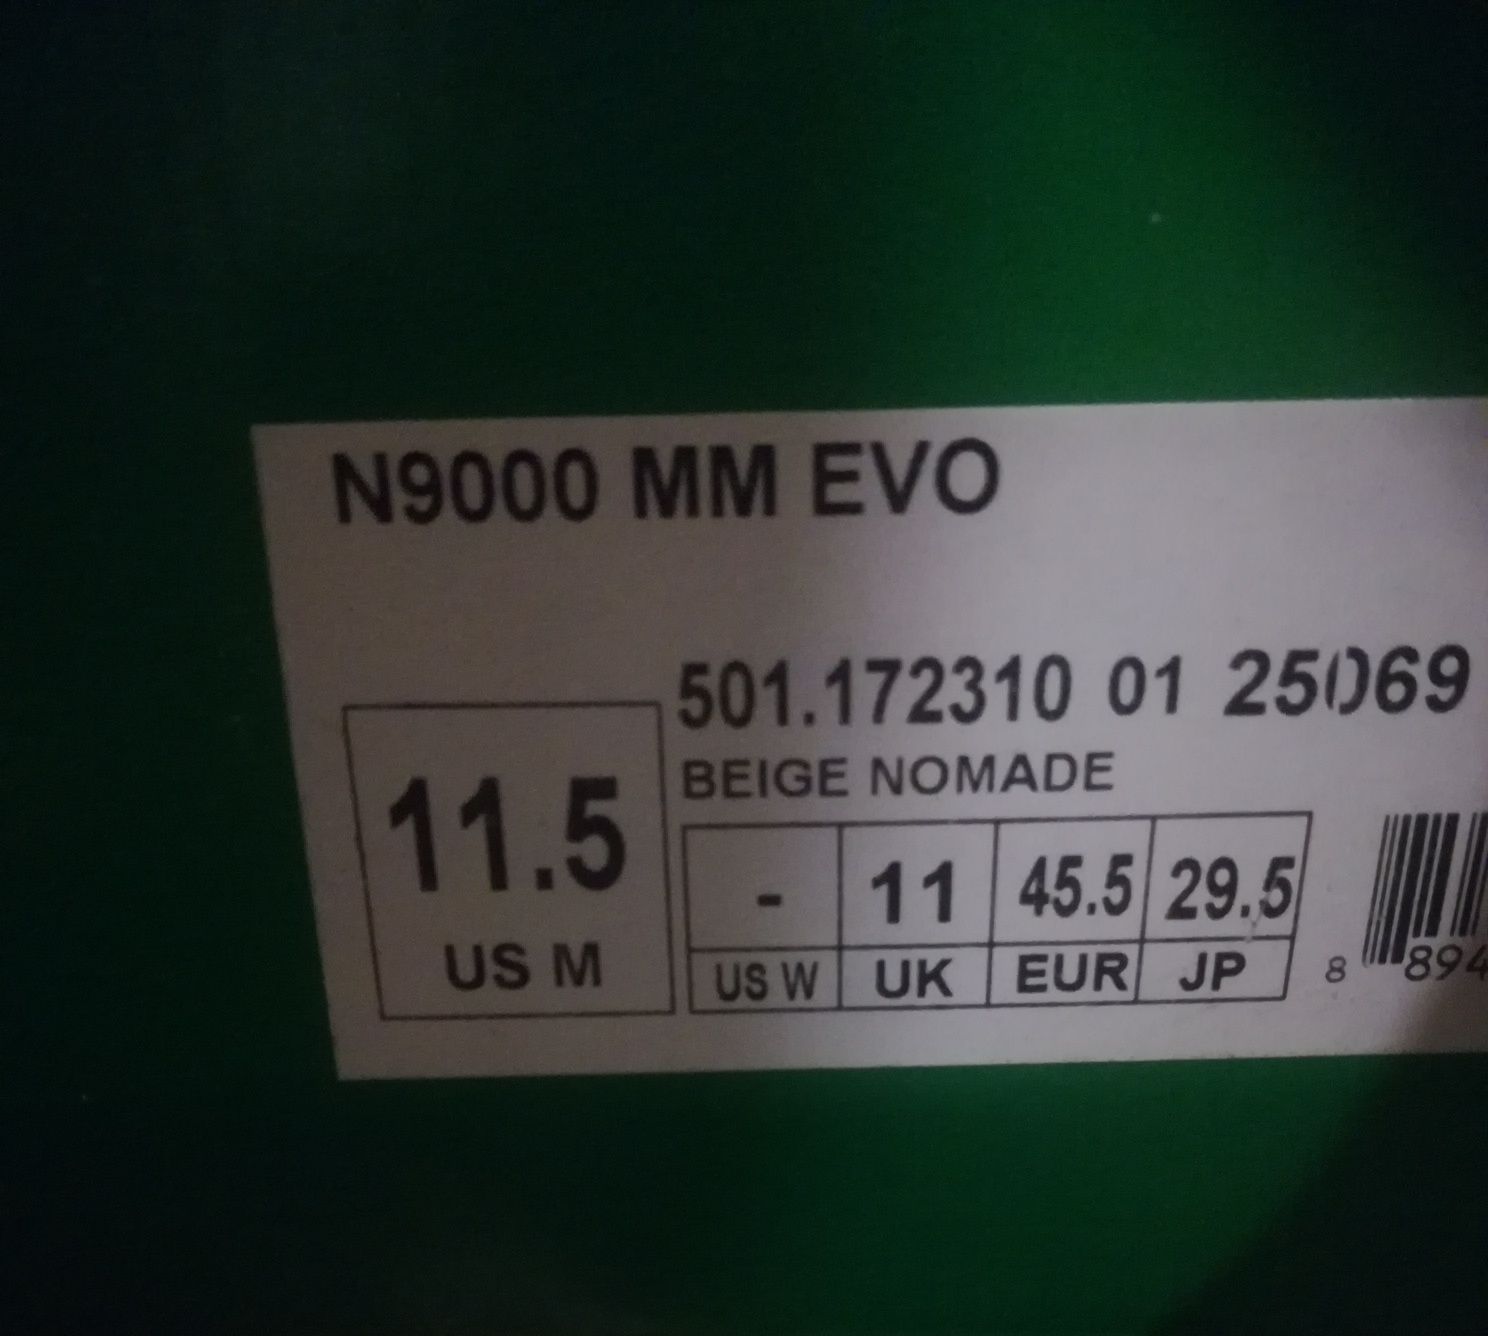 N9000 MM EVO
501.172310 01 25069
BEIGE NOMADE
11.5
US M
- 11 45.5 29.5
US W UK EUR JP
8 894